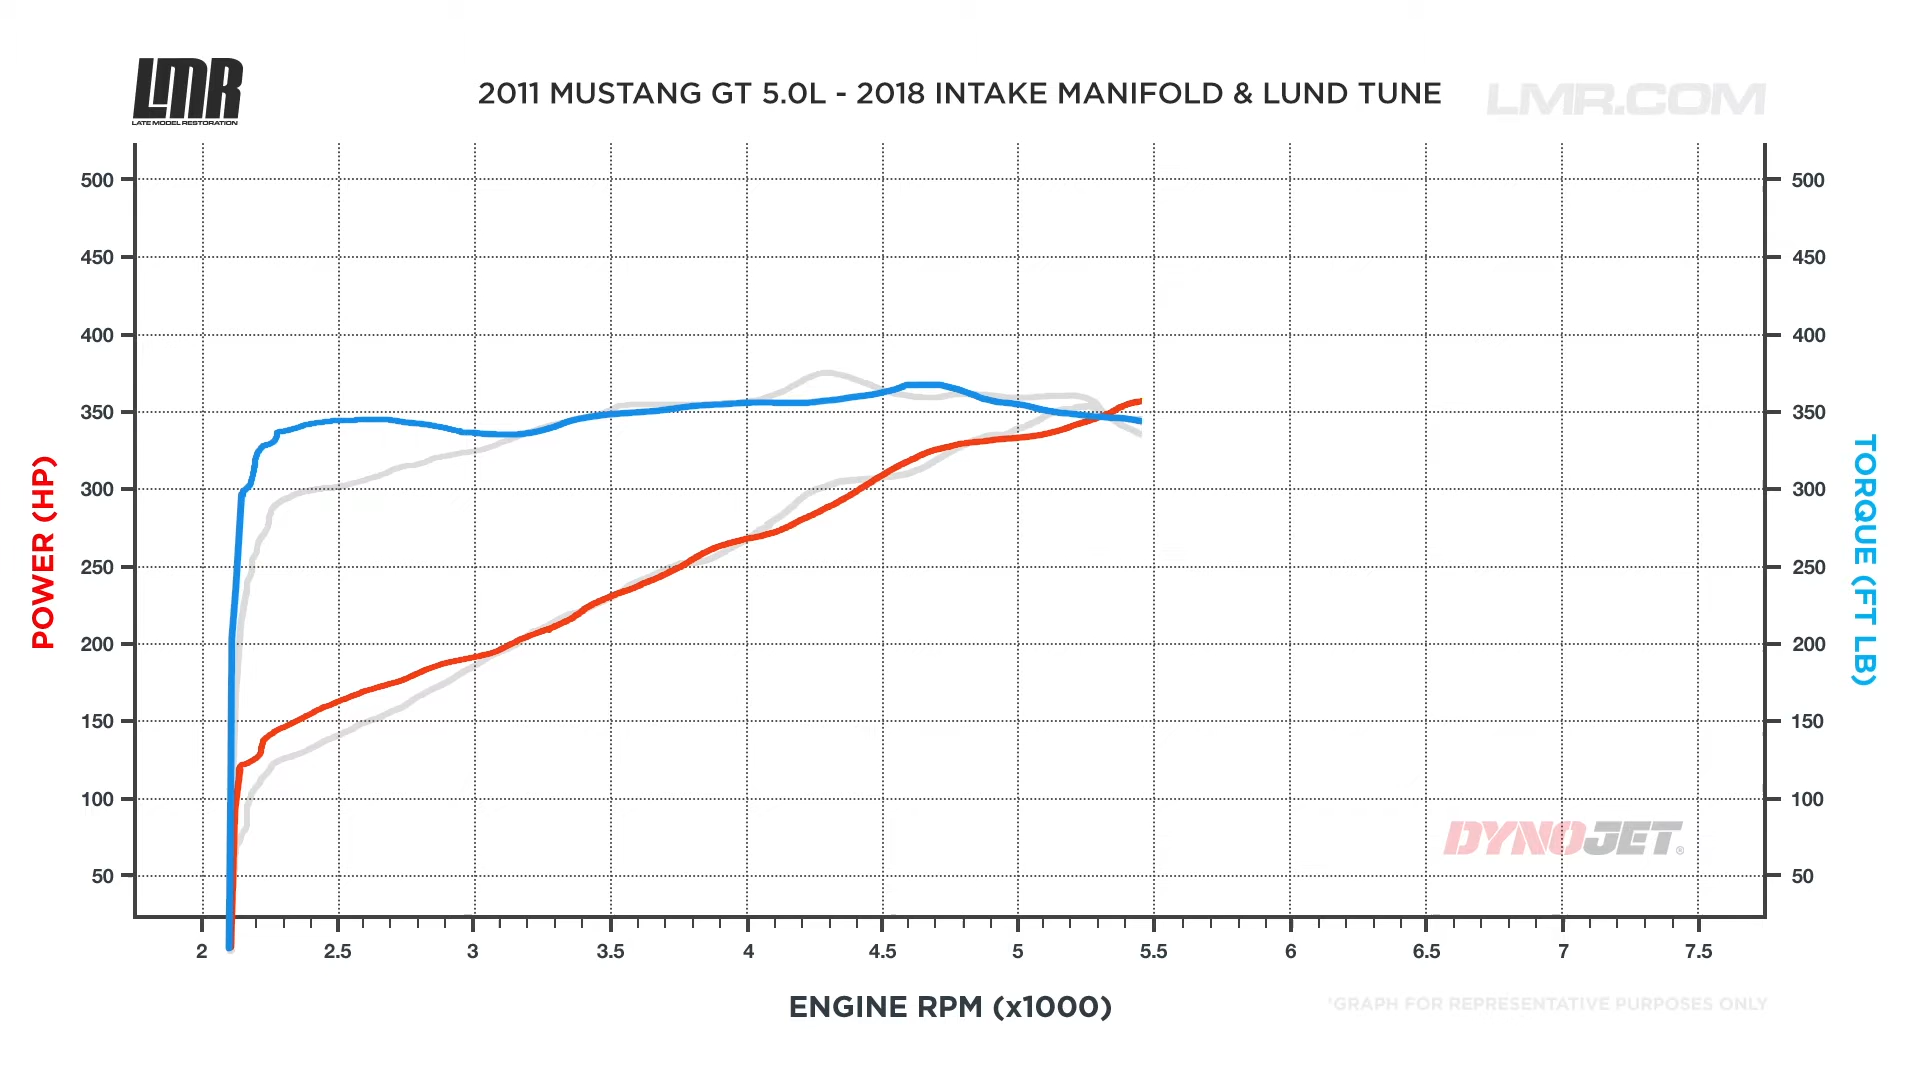 LMR
LATE MODEL RESTORATION
2011 MUSTANG GT 5.0L - 2018 INTAKE MANIFOLD & LUND TUNE
LMR.COM
500
450
400
350
300
250
200
150
100
50
POWER (HP)
500
450
400
350
300
250
200
150
100
50
TORQUE (FT LB)
DYNOJET®
2 2.5 3 3.5 4 4.5 5 5.5 6 6.5 7 7.5
ENGINE RPM (x1000)
*GRAPH FOR REPRESENTATIVE PURPOSES ONLY